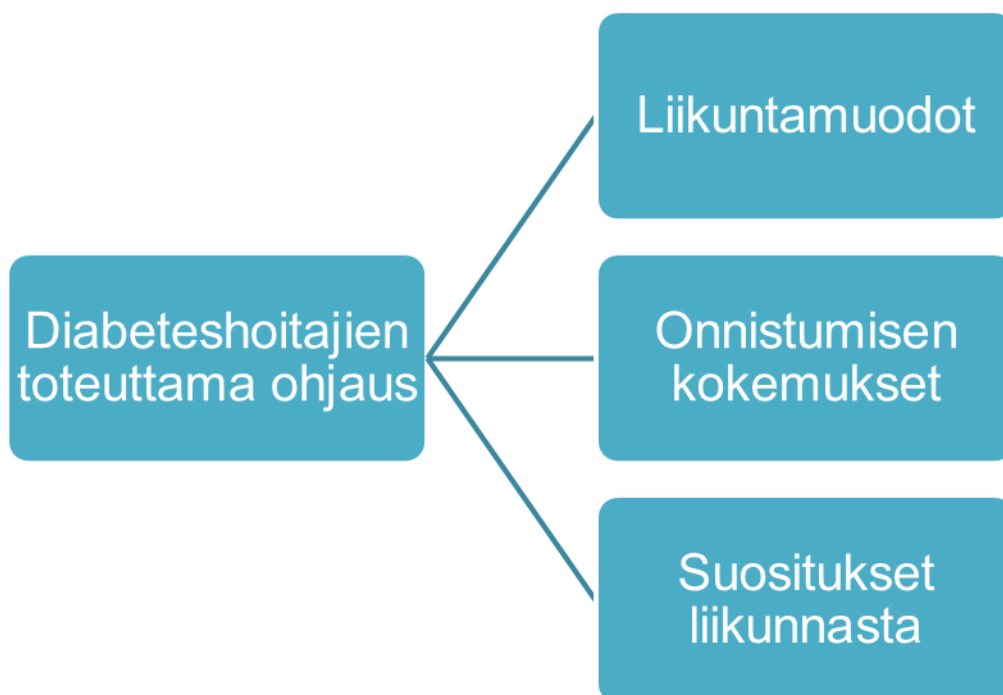 Liikuntamuodot
Diabeteshoitajien
toteuttama ohjaus
Onnistumisen
kokemukset
Suositukset
liikunnasta